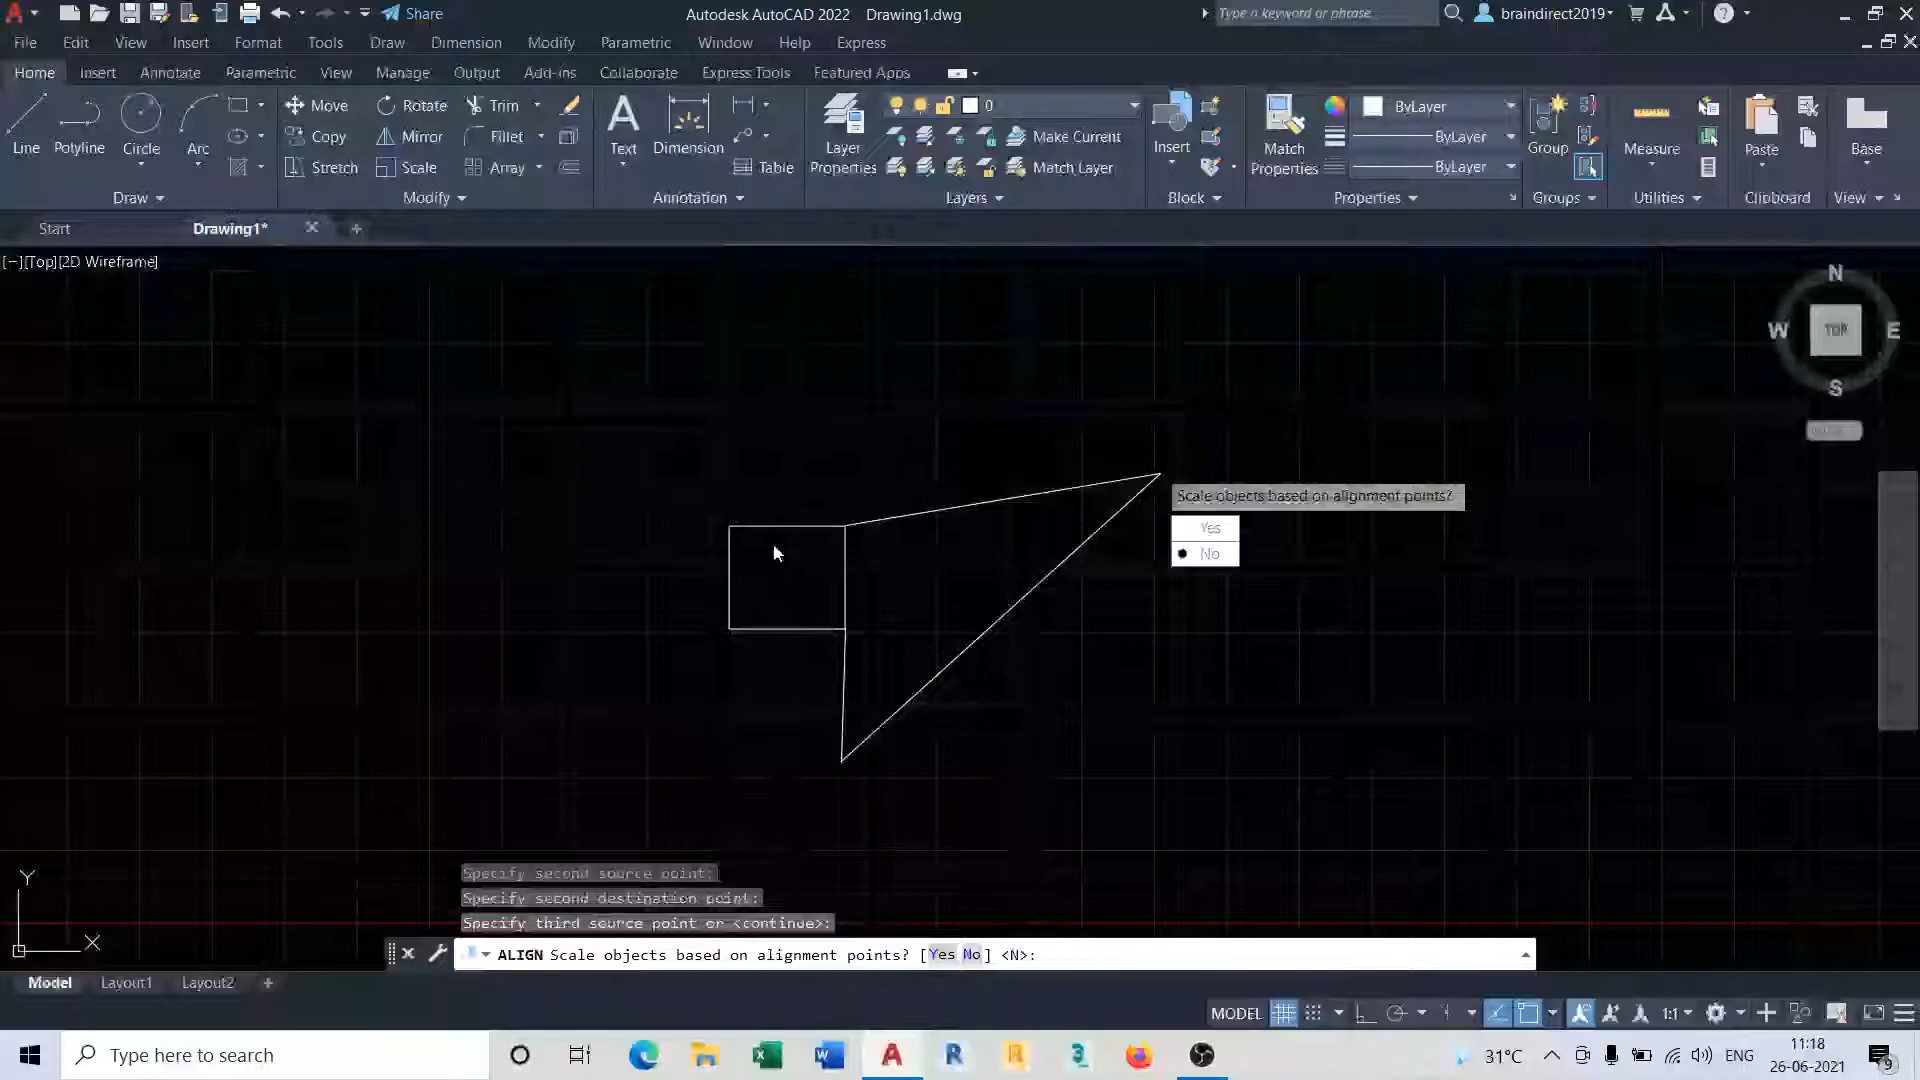 Share
Autodesk AutoCAD 2022 Drawing1.dwg
Type a keyword or phrase
braindirect2019
File Edit View Insert Format Tools Draw Dimension Modify Parametric Window Help Express
Home Insert Annotate Parametric View Manage Output Add-ins Collaborate Express Tools Featured Apps
Line
Polyline
Circle
Arc
Move
Rotate
Trim
Copy
Mirror
Fillet
Stretch
Scale
Array
Text
Dimension
Table
Layer
Properties
0
Make Current
Match Layer
Insert
Match
Properties
ByLayer
ByLayer
ByLayer
Group
Measure
Paste
Base
Draw
Modify
Annotation
Layers
Block
Properties
Groups
Utilities
Clipboard
View
Start
Drawing1*
[−][Top][2D Wireframe]
N
W
TOP
E
S
Scale objects based on alignment points?
Yes
No
Y
X
Specify second source point:
Specify second destination point:
Specify third source point or <continue>:
ALIGN Scale objects based on alignment points? [Yes No] <N>:
Model Layout1 Layout2
MODEL
1:1
Type here to search
31°C
ENG
11:18
26-06-2021
9